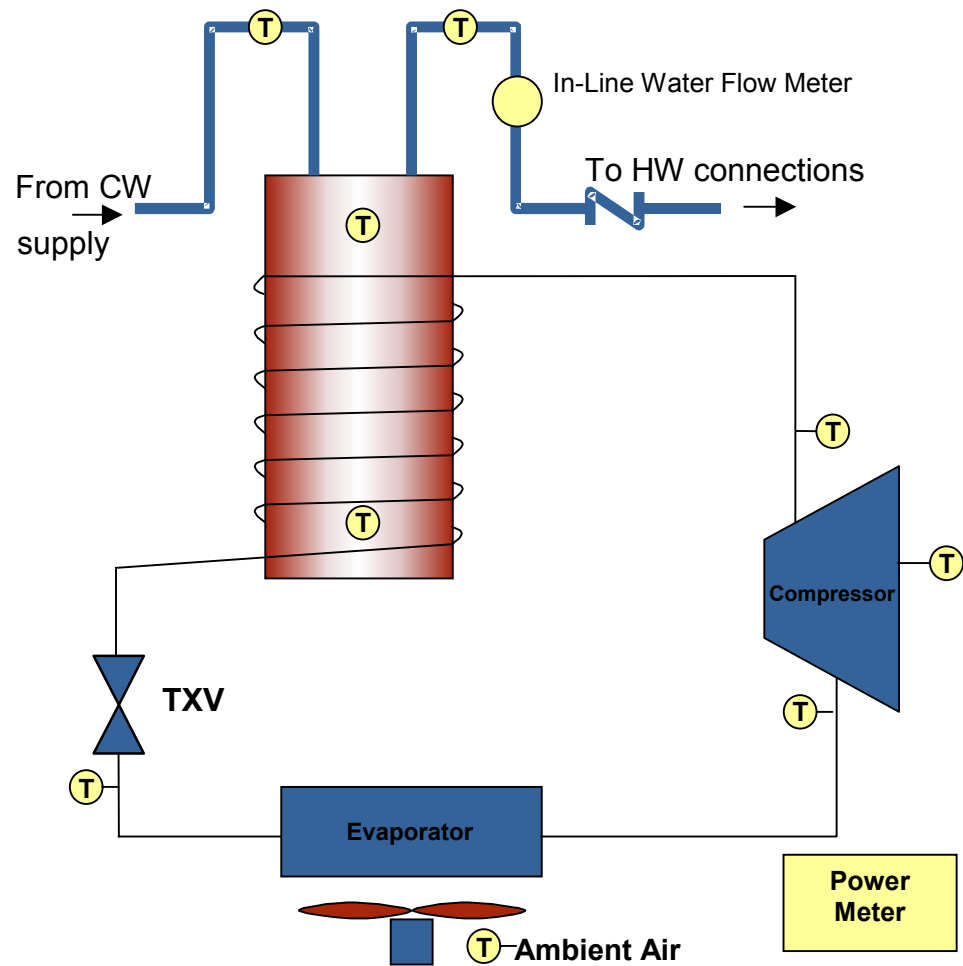 T
T
In-Line Water Flow Meter
From CW
supply
To HW connections
T
T
T
T
Compressor
TXV
T
T
Evaporator
Power
Meter
T
Ambient Air